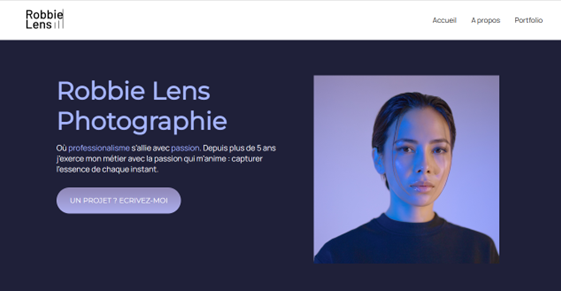 Robbie
Lens
Accueil
A propos
Portfolio
Robbie Lens
Photographie
Où professionalisme s'allie avec passion. Depuis plus de 5 ans
j'exerce mon métier avec la passion qui m'anime : capturer
l'essence de chaque instant.
UN PROJET ? ECRIVEZ-MOI